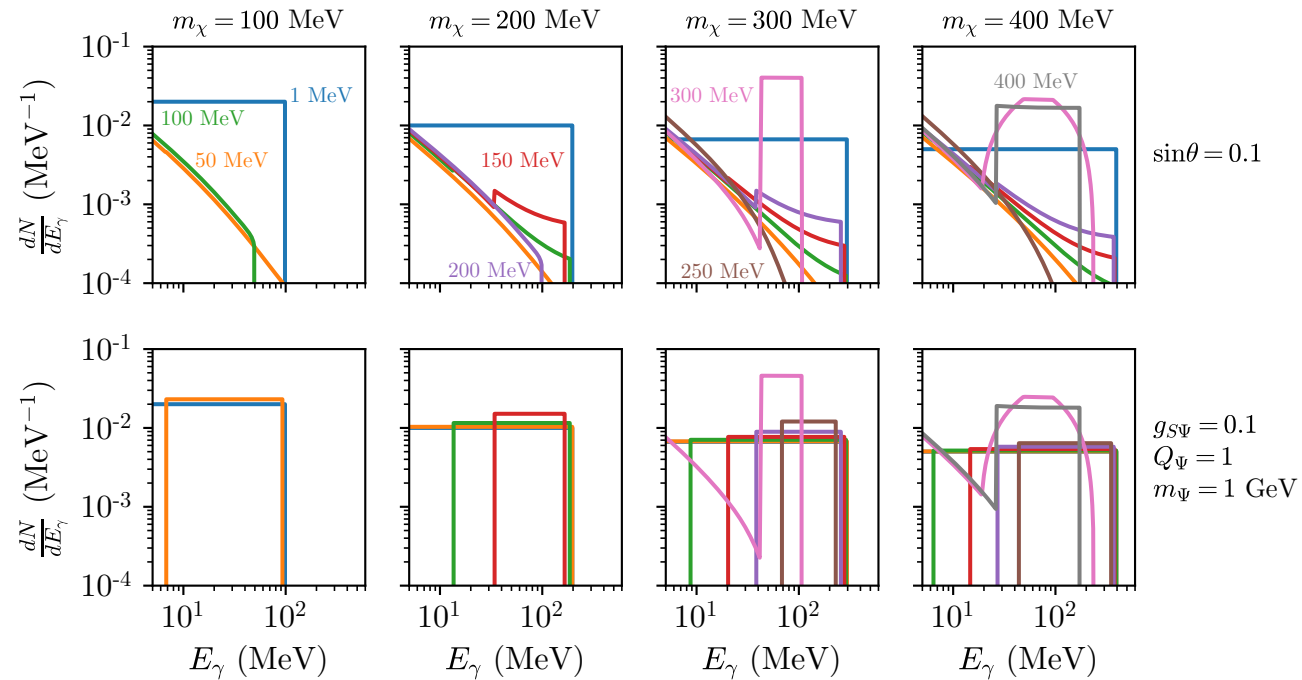 m_χ = 100 MeV
m_χ = 200 MeV
m_χ = 300 MeV
m_χ = 400 MeV
10^-1
10^-2
10^-3
10^-4
dN/dE_γ (MeV^−1)
1 MeV
100 MeV
50 MeV
150 MeV
200 MeV
300 MeV
250 MeV
400 MeV
sinθ = 0.1
10^-1
10^-2
10^-3
10^-4
dN/dE_γ (MeV^−1)
g_SΨ = 0.1
Q_Ψ = 1
m_Ψ = 1 GeV
10^1 10^2
10^1 10^2
10^1 10^2
10^1 10^2
E_γ (MeV)
E_γ (MeV)
E_γ (MeV)
E_γ (MeV)